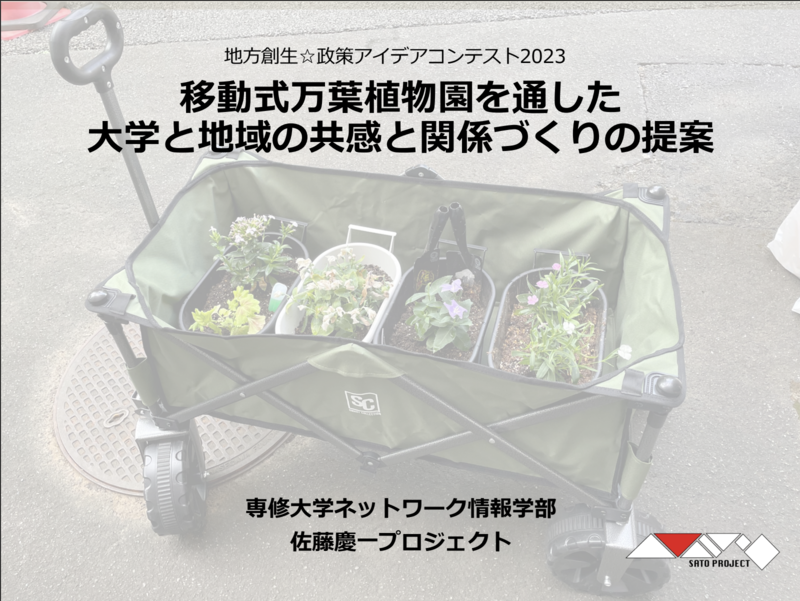 地方創生☆政策アイデアコンテスト2023
移動式万葉植物園を通した
大学と地域の共感と関係づくりの提案
SC
専修大学ネットワーク情報学部
佐藤慶一プロジェクト
SATO PROJECT